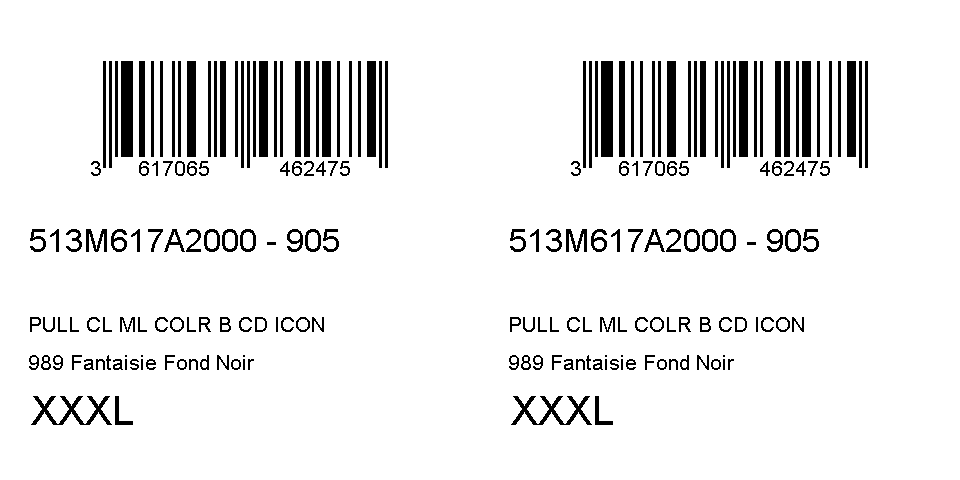 3 617065 462475
513M617A2000 - 905
PULL CL ML COLR B CD ICON
989 Fantaisie Fond Noir
XXXL
3 617065 462475
513M617A2000 - 905
PULL CL ML COLR B CD ICON
989 Fantaisie Fond Noir
XXXL